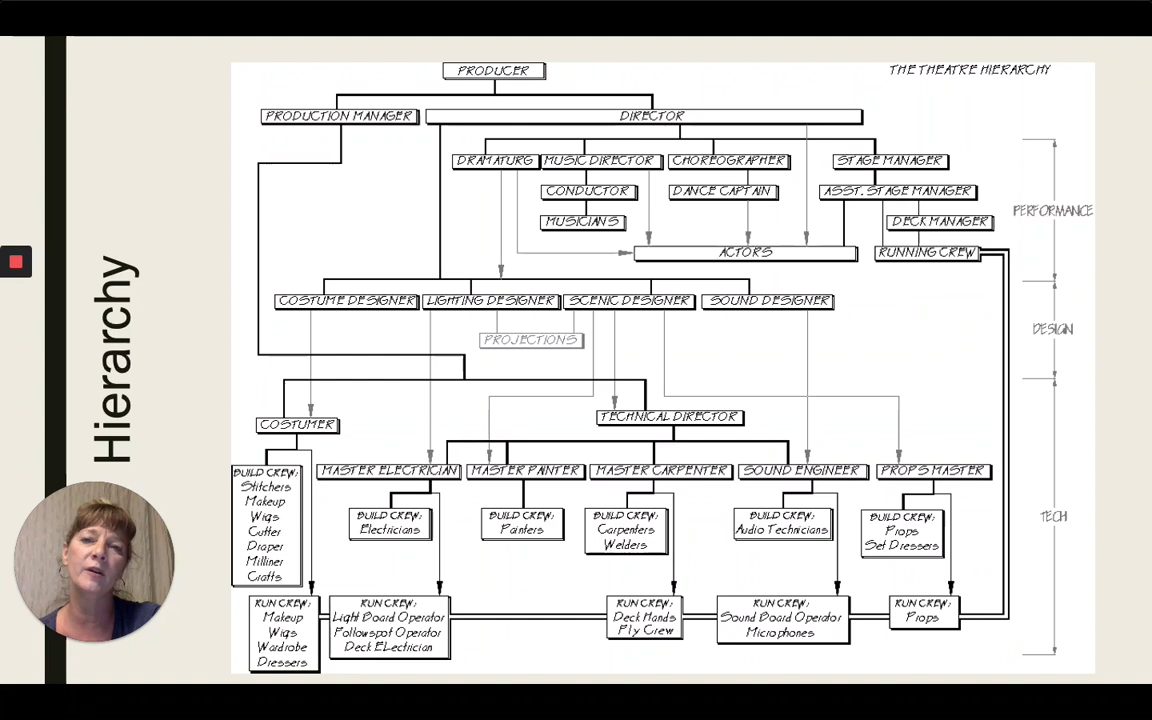 Hierarchy
THE THEATRE HIERARCHY
PRODUCER
PRODUCTION MANAGER
DIRECTOR
DRAMATURG
MUSIC DIRECTOR
CHOREOGRAPHER
STAGE MANAGER
CONDUCTOR
DANCE CAPTAIN
ASST. STAGE MANAGER
MUSICIANS
DECK MANAGER
PERFORMANCE
ACTORS
RUNNING CREW
COSTUME DESIGNER
LIGHTING DESIGNER
SCENIC DESIGNER
SOUND DESIGNER
DESIGN
PROJECTIONS
COSTUMER
TECHNICAL DIRECTOR
MASTER ELECTRICIAN
MASTER PAINTER
MASTER CARPENTER
SOUND ENGINEER
PROPS MASTER
BUILD CREW:
Stitchers
Makeup
Wigs
Cutter
Draper
Milliner
Crafts
BUILD CREW:
Electricians
BUILD CREW:
Painters
BUILD CREW:
Carpenters
Welders
BUILD CREW:
Audio Technicians
BUILD CREW:
Props
Set Dressers
TECH
RUN CREW:
Makeup
Wigs
Wardrobe
Dressers
RUN CREW:
Light Board Operator
Followspot Operator
Deck ELectrician
RUN CREW:
Deck Hands
Fly Crew
RUN CREW:
Sound Board Operator
Microphones
RUN CREW:
Props